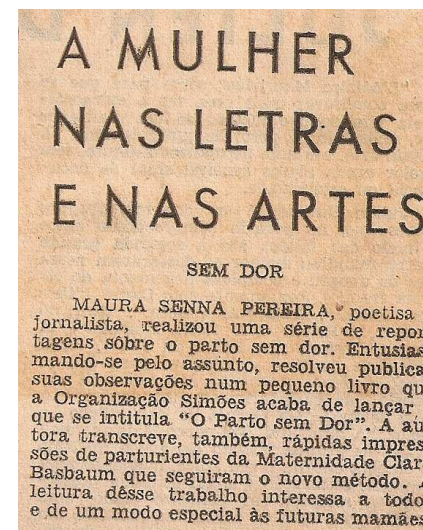 A MULHER
NAS LETRAS
E NAS ARTES
SEM DOR
MAURA SENNA PEREIRA, poetisa
jornalista, realizou uma série de repor
tagens sôbre o parto sem dor. Entusias
mando-se pelo assunto, resolveu publica
suas observações num pequeno livro qu
a Organização Simões acaba de lançar
que se intitula "O Parto sem Dor". A au
tora transcreve, também, rápidas impres
sões de parturientes da Maternidade Clar
Basbaum que seguiram o novo método. A
leitura dêsse trabalho interessa a todo
e de um modo especial às futuras mamães